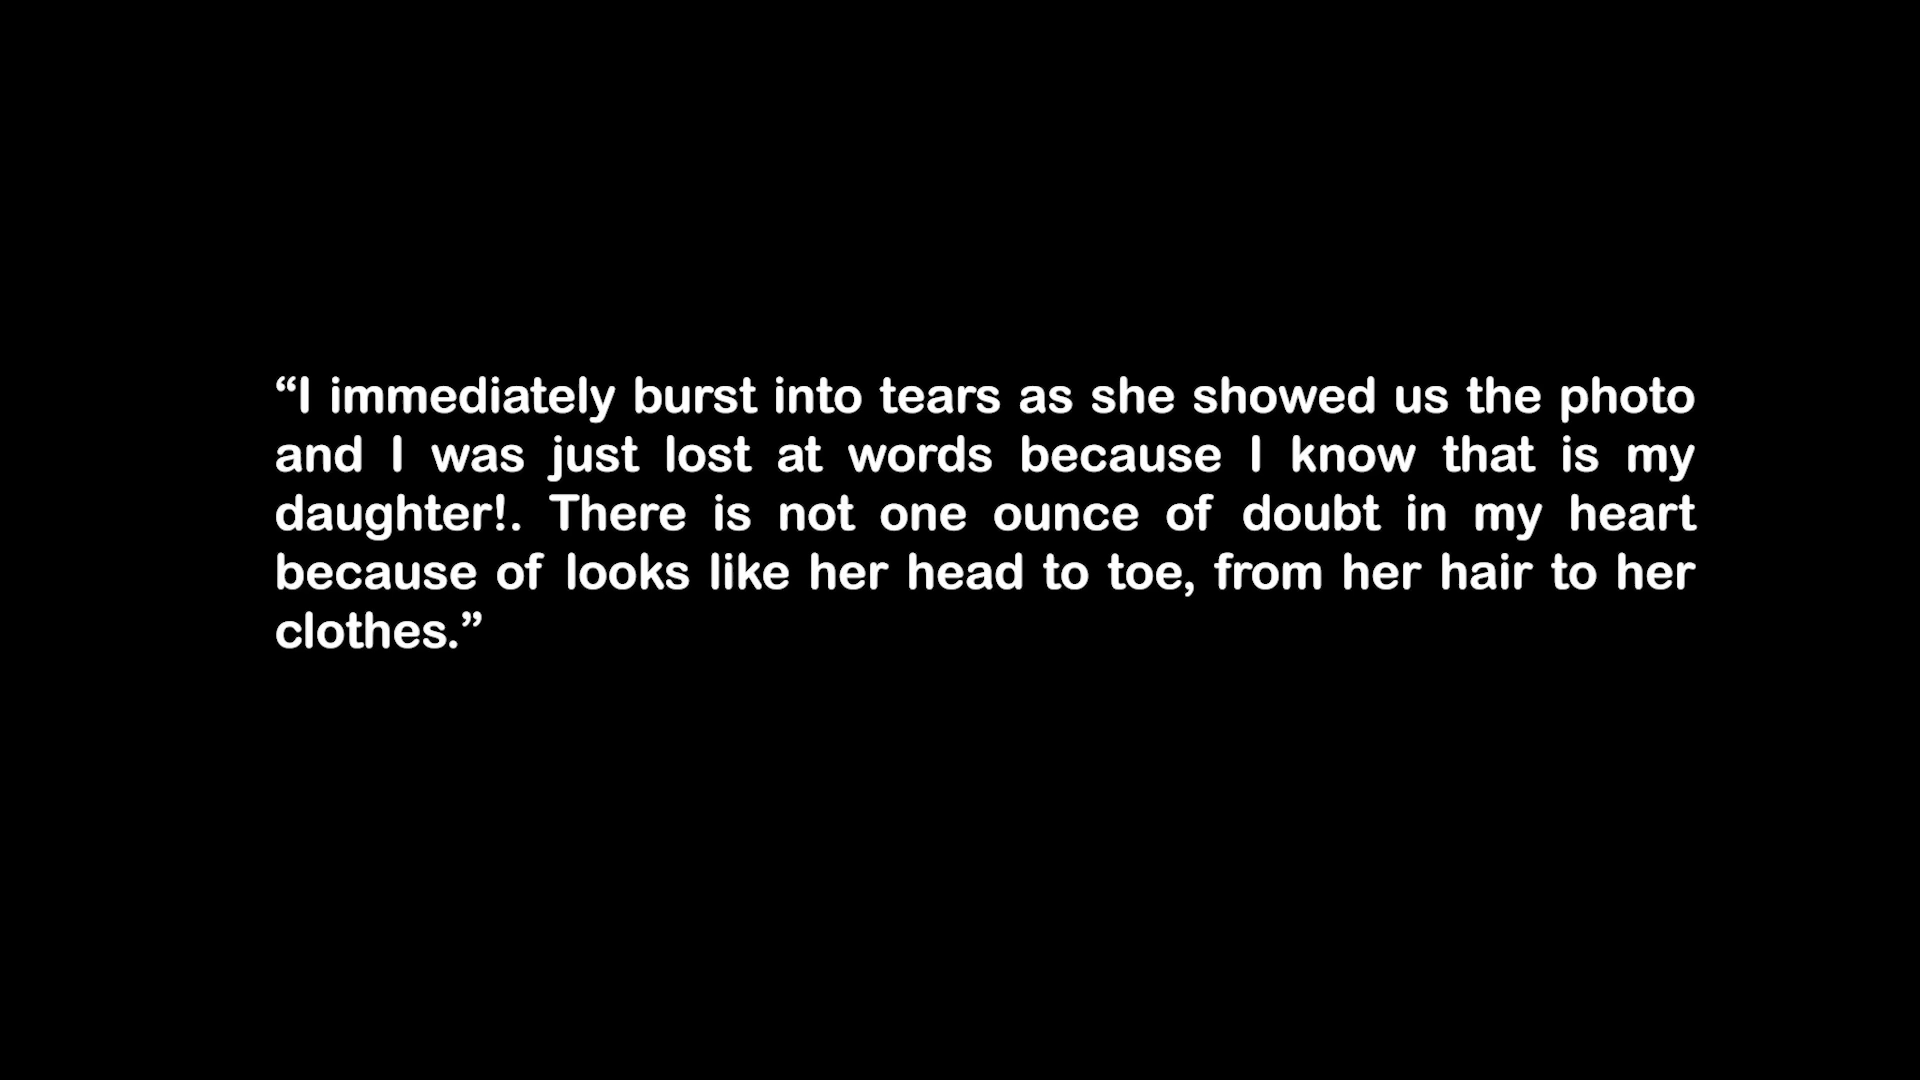 “I immediately burst into tears as she showed us the photo
and I was just lost at words because I know that is my
daughter!. There is not one ounce of doubt in my heart
because of looks like her head to toe, from her hair to her
clothes.”